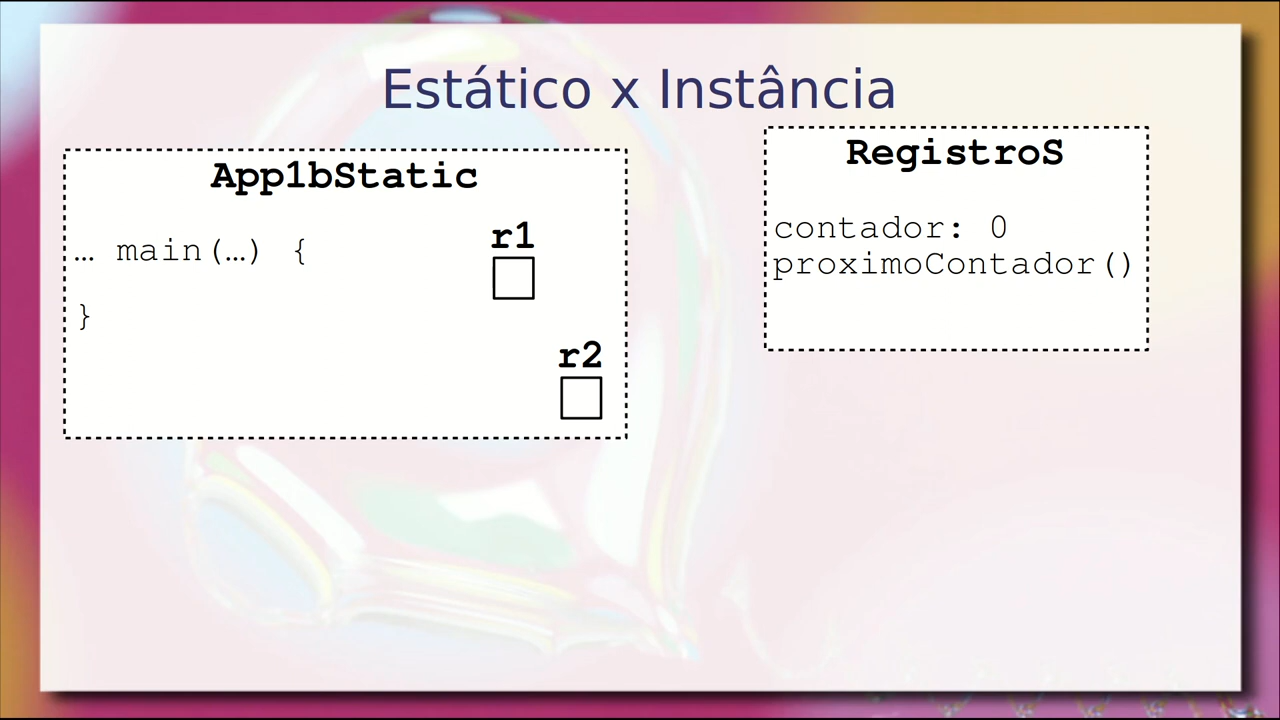 Estático x Instância
App1bStatic
… main(…) {
}
r1
r2
RegistroS
contador: 0
proximoContador()